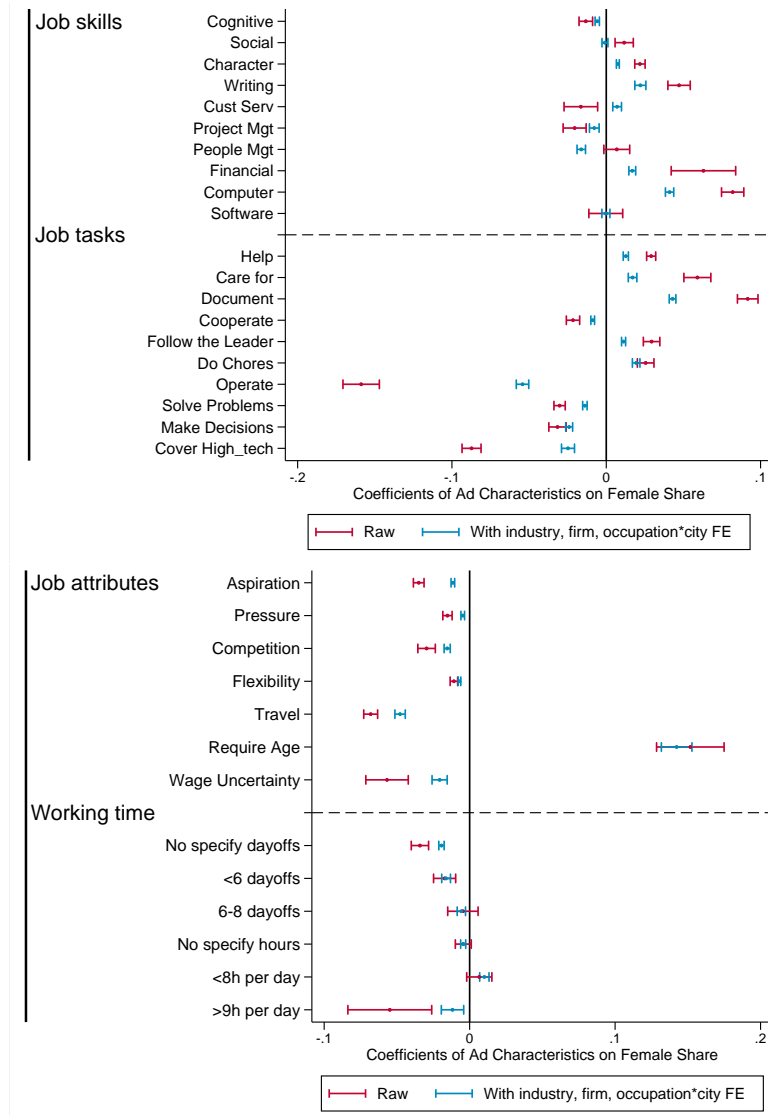 Job skills
Cognitive
Social
Character
Writing
Cust Serv
Project Mgt
People Mgt
Financial
Computer
Software
Job tasks
Help
Care for
Document
Cooperate
Follow the Leader
Do Chores
Operate
Solve Problems
Make Decisions
Cover High_tech
-.2 -.1 0 .1
Coefficients of Ad Characteristics on Female Share
Raw With industry, firm, occupation*city FE
Job attributes
Aspiration
Pressure
Competition
Flexibility
Travel
Require Age
Wage Uncertainty
Working time
No specify dayoffs
<6 dayoffs
6-8 dayoffs
No specify hours
<8h per day
>9h per day
-.1 0 .1 .2
Coefficients of Ad Characteristics on Female Share
Raw With industry, firm, occupation*city FE